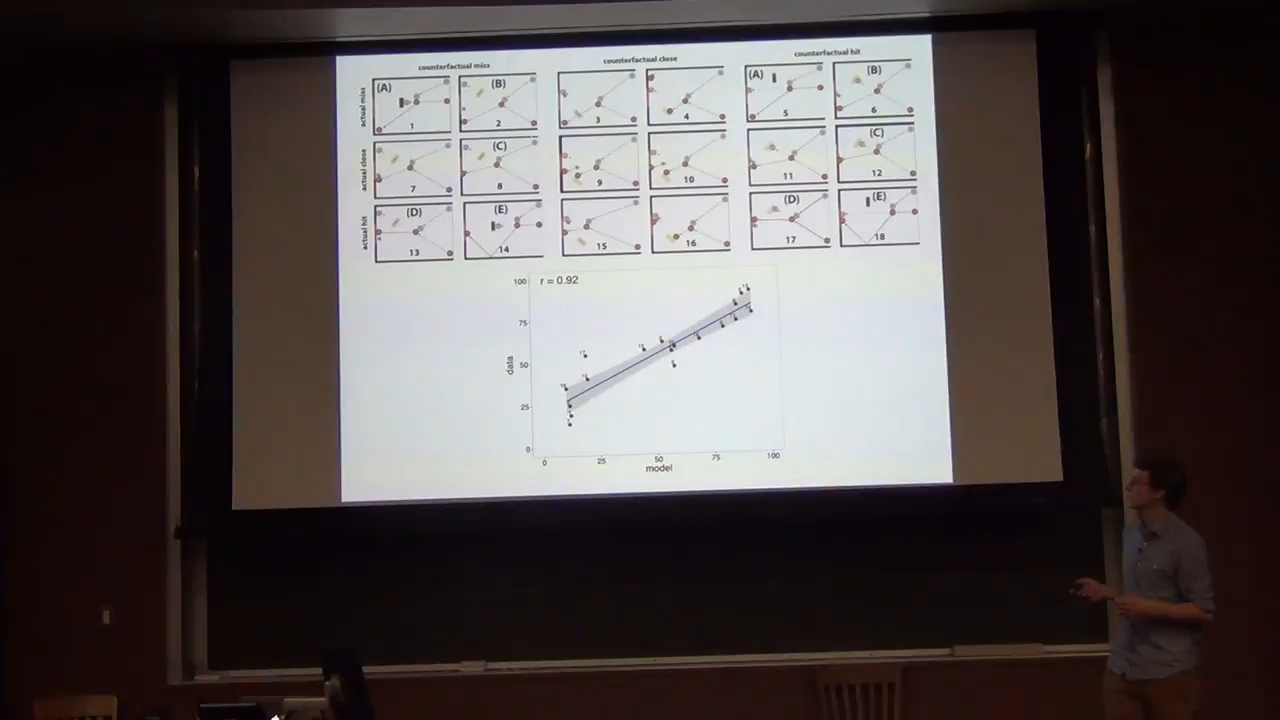 counterfactual miss
counterfactual close
counterfactual hit
actual miss
(A) 1
(B) 2
3
4
(A) 5
(B) 6
actual close
7
(C) 8
9
10
11
(C) 12
actual hit
(D) 13
(E) 14
15
16
(D) 17
(E) 18
r = 0.92
data
100
75
50
25
0
0 25 50 75 100
model